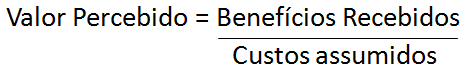 Valor Percebido = Benefícios Recebidos
Custos assumidos